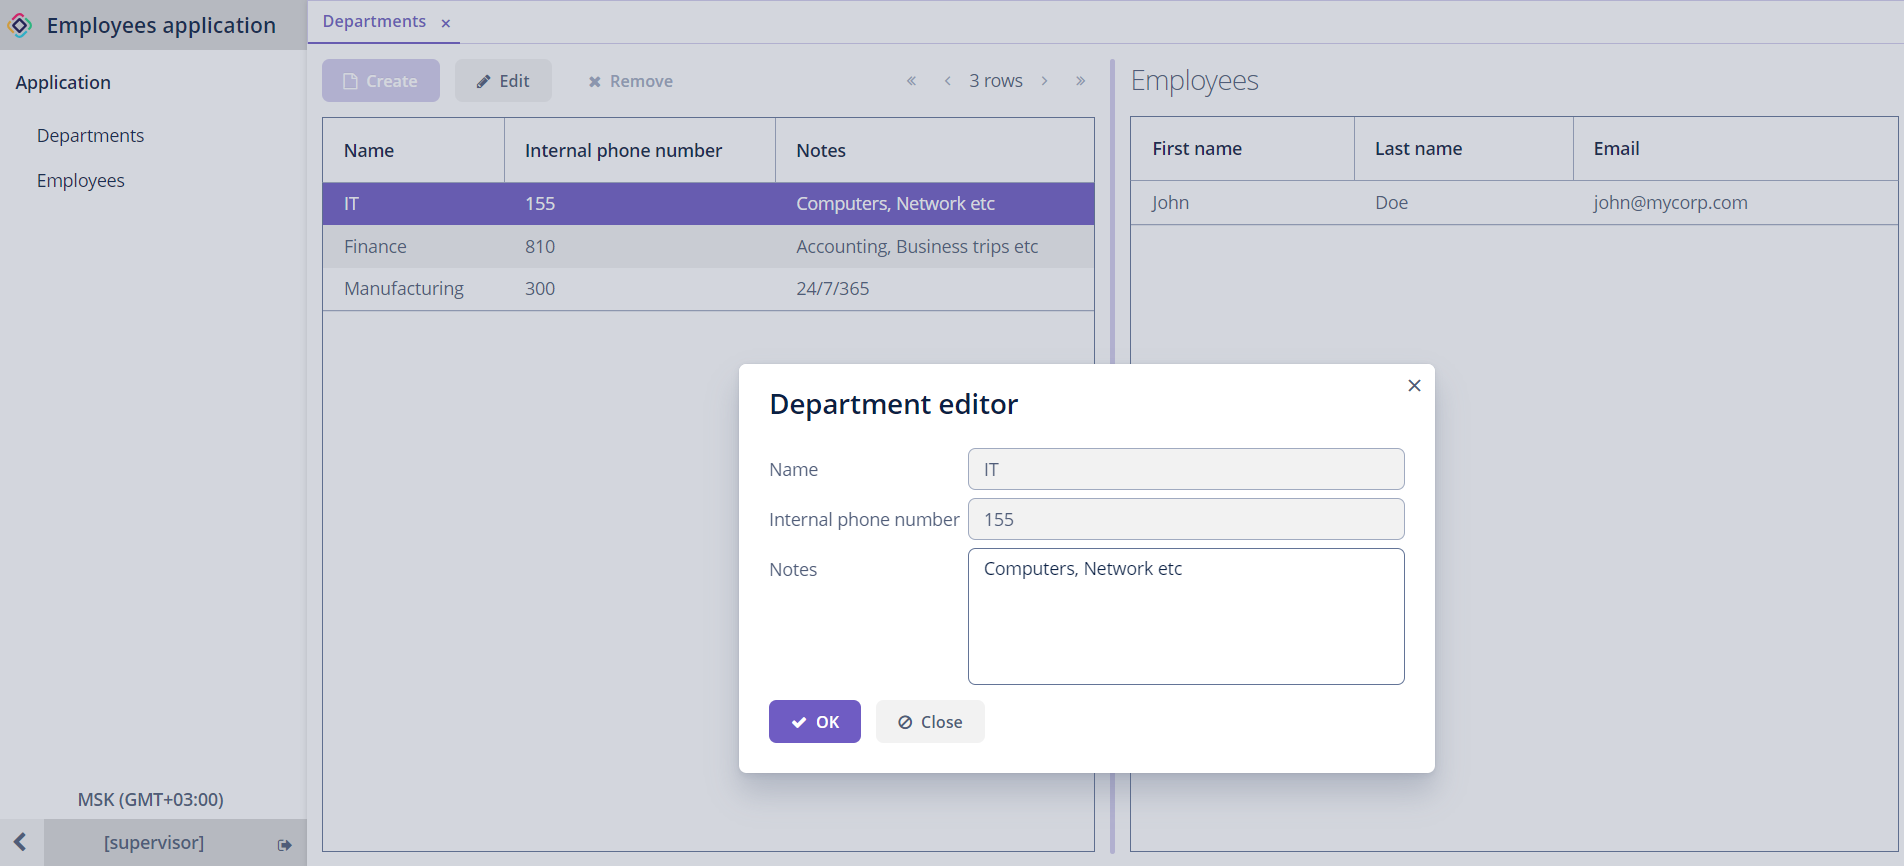 Employees application
Application
Departments
Employees
MSK (GMT+03:00)
[supervisor]
Departments ×
Create Edit Remove
« ‹ 3 rows › »
Name Internal phone number Notes
IT 155 Computers, Network etc
Finance 810 Accounting, Business trips etc
Manufacturing 300 24/7/365
Employees
First name Last name Email
John Doe john@mycorp.com
Department editor
Name IT
Internal phone number 155
Notes Computers, Network etc
OK Close